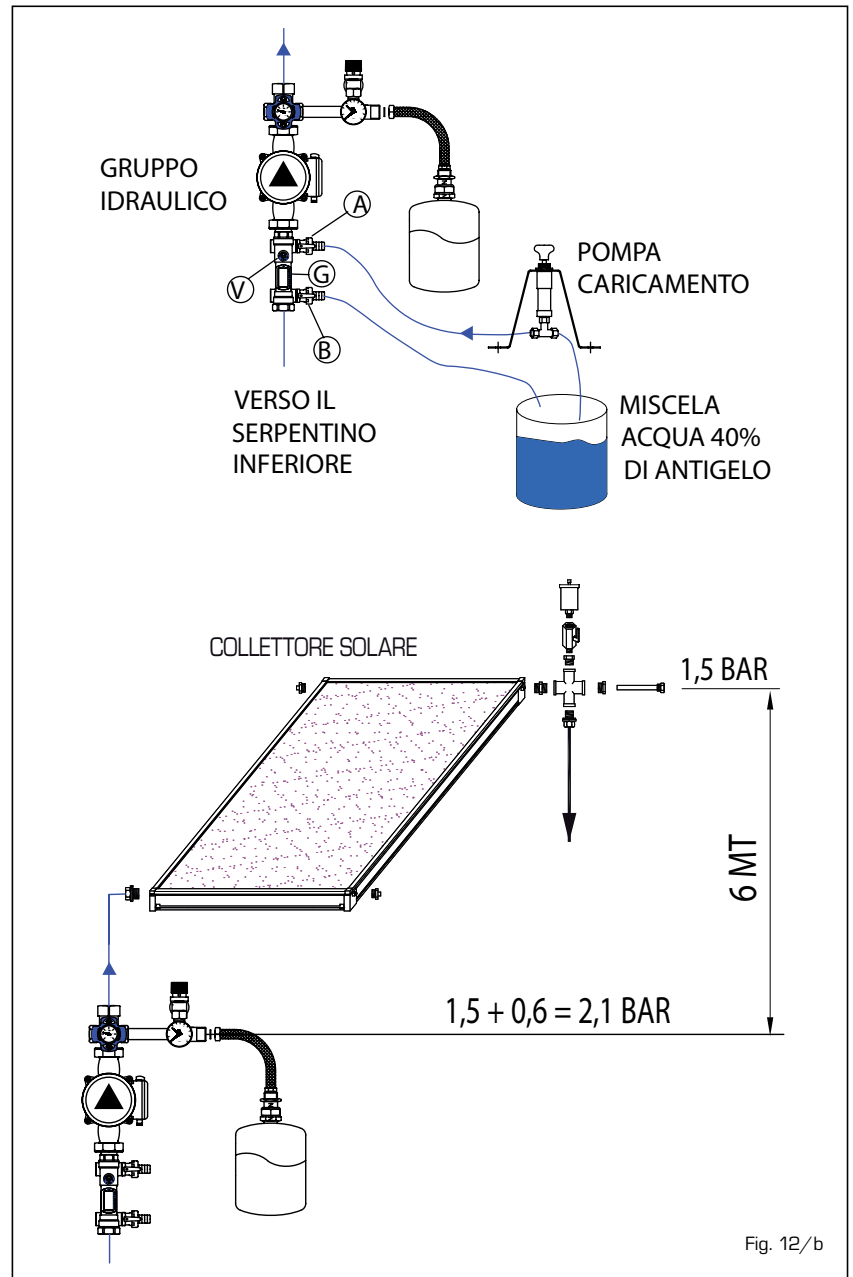 GRUPPO
IDRAULICO
A
V
G
B
POMPA
CARICAMENTO
VERSO IL
SERPENTINO
INFERIORE
MISCELA
ACQUA 40%
DI ANTIGELO
COLLETTORE SOLARE
1,5 BAR
6 MT
1,5 + 0,6 = 2,1 BAR
Fig. 12/b